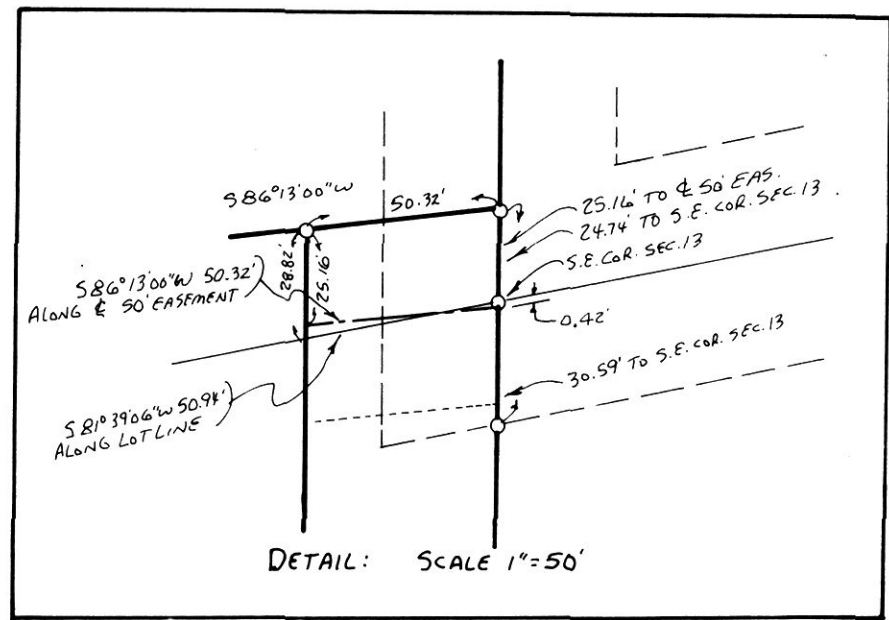 S86°13'00"W
50.32'
25.16' TO ℄ 50' EAS.
24.74' TO S.E. COR. SEC. 13
S.E. COR. SEC. 13
28.82'
25.16'
S86°13'00"W 50.32'
ALONG ℄ 50' EASEMENT
0.42'
30.59' TO S.E. COR. SEC. 13
S81°39'06"W 50.94'
ALONG LOT LINE
DETAIL: SCALE 1"=50'